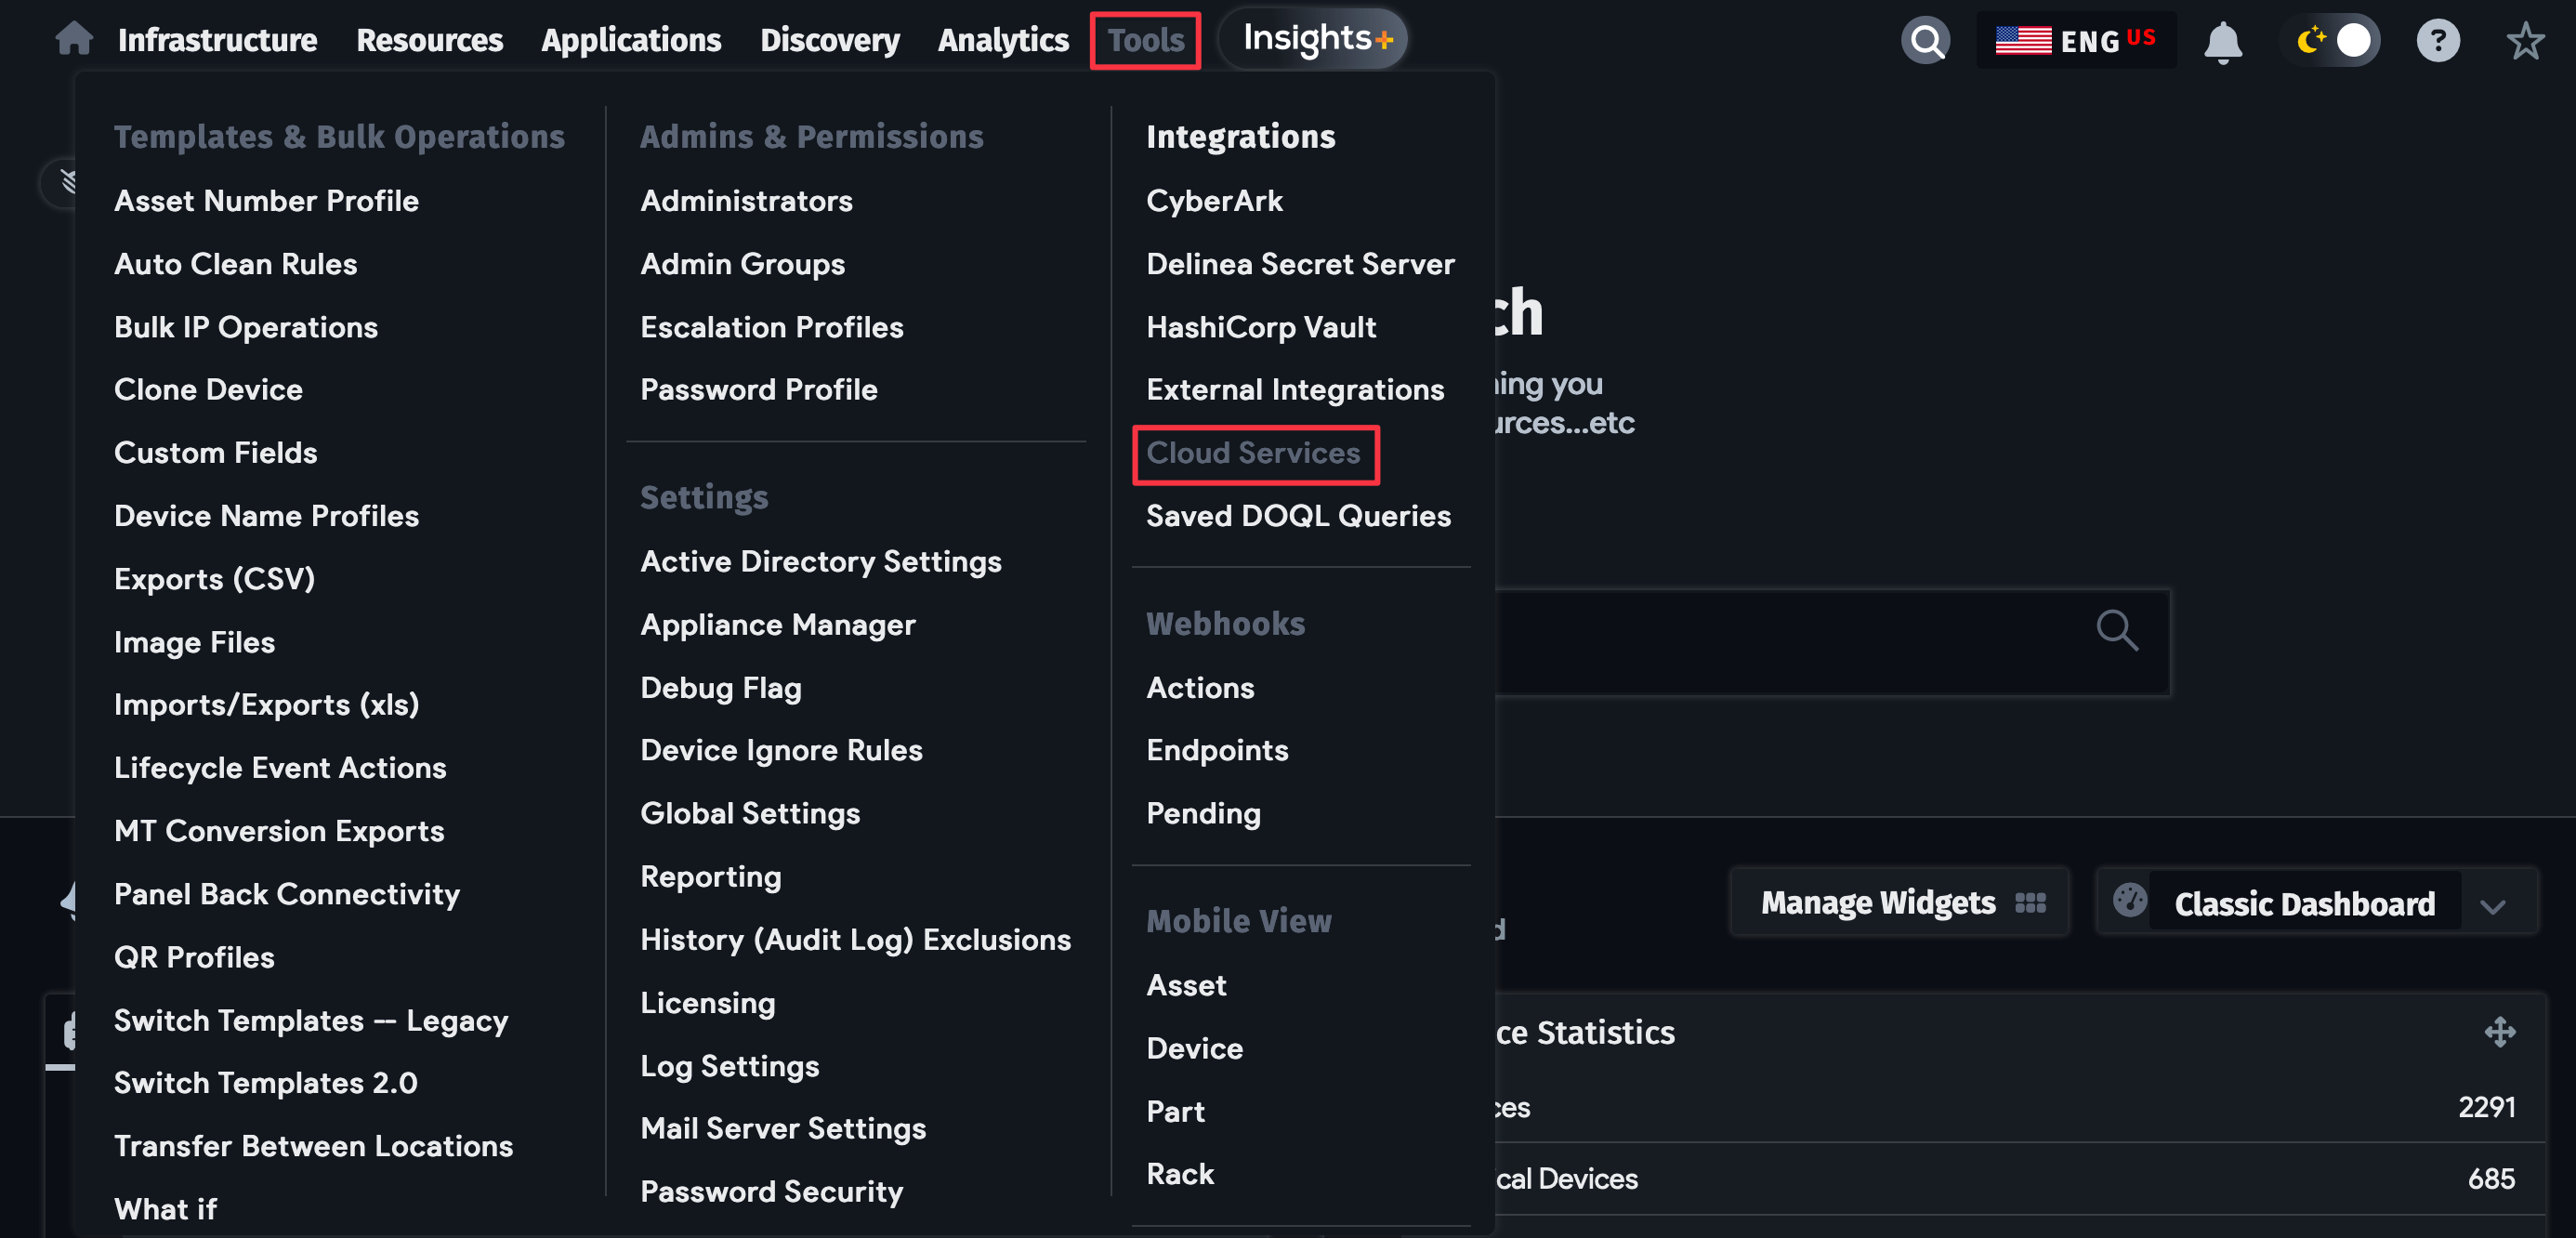 Infrastructure Resources Applications Discovery Analytics Tools Insights+ ENG US ?
Templates & Bulk Operations
Asset Number Profile
Auto Clean Rules
Bulk IP Operations
Clone Device
Custom Fields
Device Name Profiles
Exports (CSV)
Image Files
Imports/Exports (xls)
Lifecycle Event Actions
MT Conversion Exports
Panel Back Connectivity
QR Profiles
Switch Templates — Legacy
Switch Templates 2.0
Transfer Between Locations
What if
Admins & Permissions
Administrators
Admin Groups
Escalation Profiles
Password Profile
Settings
Active Directory Settings
Appliance Manager
Debug Flag
Device Ignore Rules
Global Settings
Reporting
History (Audit Log) Exclusions
Licensing
Log Settings
Mail Server Settings
Password Security
Integrations
CyberArk
Delinea Secret Server
HashiCorp Vault
External Integrations
Cloud Services
Saved DOQL Queries
Webhooks
Actions
Endpoints
Pending
Mobile View
Asset
Device
Part
Rack
ch
ing you
urces...etc
Manage Widgets
Classic Dashboard
d
ce Statistics
ces 2291
cal Devices 685